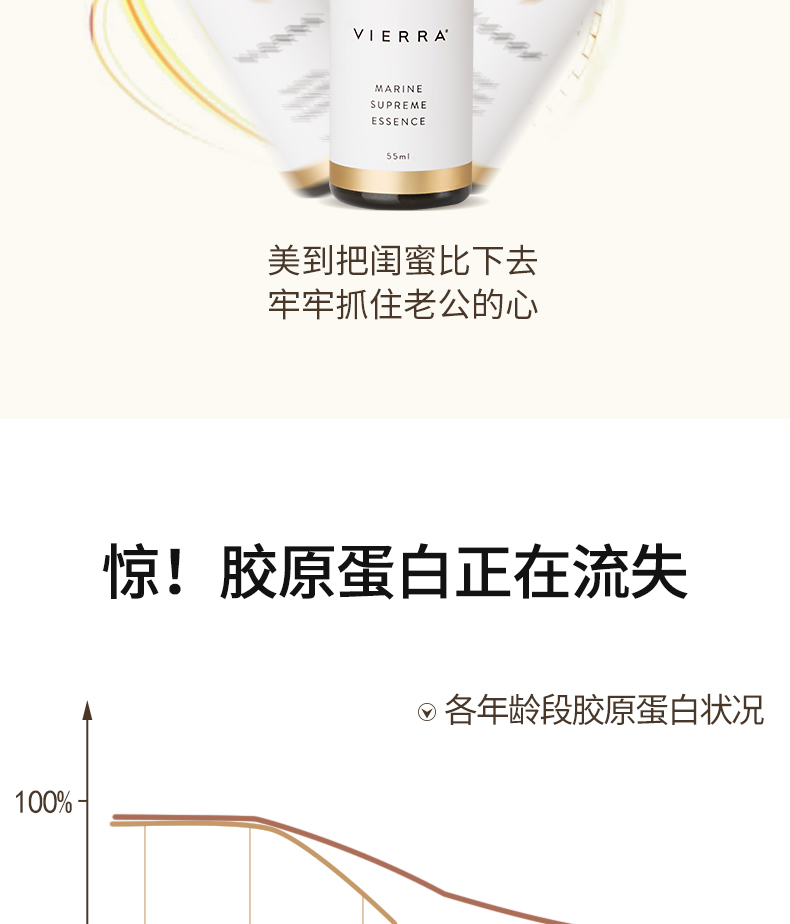 VIERRA
MARINE
SUPREME
ESSENCE
55ml
美到把闺蜜比下去
牢牢抓住老公的心
惊！胶原蛋白正在流失
各年龄段胶原蛋白状况
100%